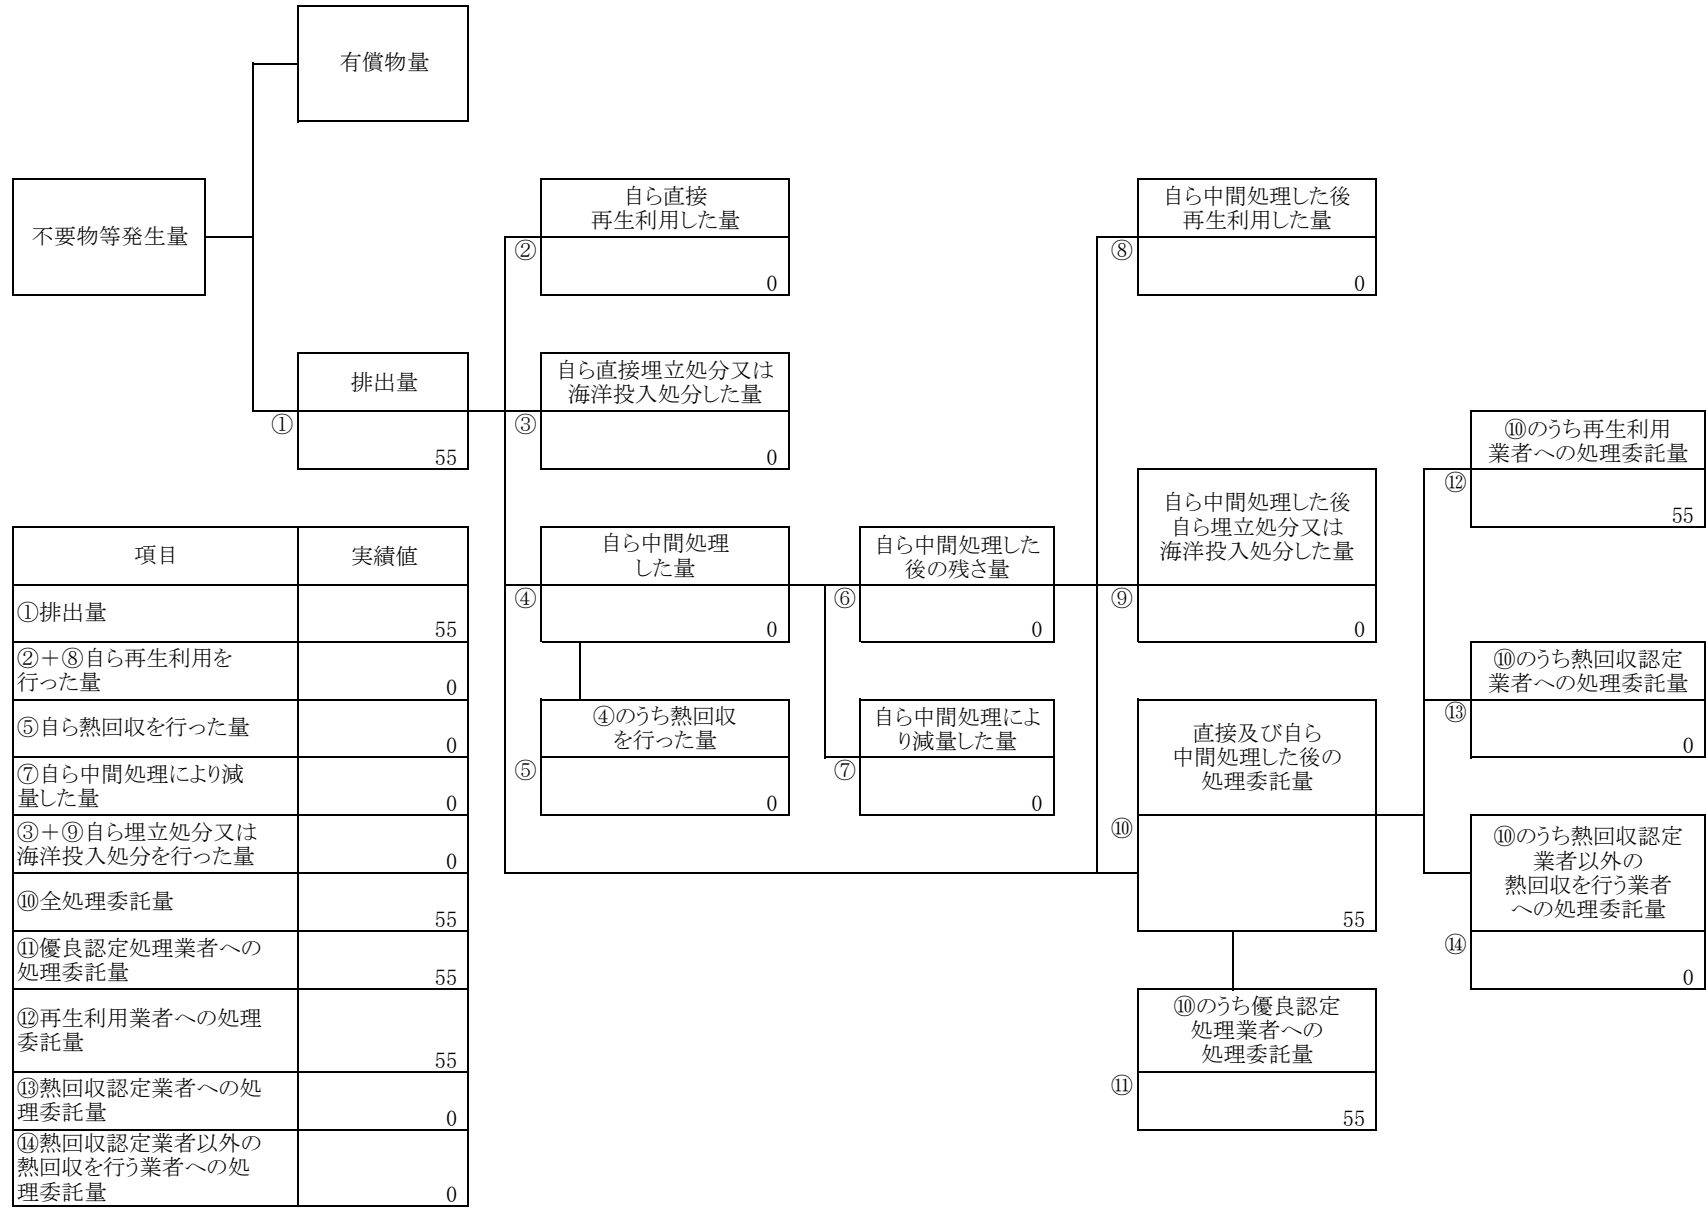 有償物量
不要物等発生量
排出量
①
55
自ら直接
再生利用した量
②
0
自ら直接埋立処分又は
海洋投入処分した量
③
0
自ら中間処理
した量
④
0
④のうち熱回収
を行った量
⑤
0
自ら中間処理した
後の残さ量
⑥
0
自ら中間処理によ
り減量した量
⑦
0
自ら中間処理した後
再生利用した量
⑧
0
自ら中間処理した後
自ら埋立処分又は
海洋投入処分した量
⑨
0
直接及び自ら
中間処理した後の
処理委託量
⑩
55
⑩のうち優良認定
処理業者への
処理委託量
⑪
55
⑩のうち再生利用
業者への処理委託量
⑫
55
⑩のうち熱回収認定
業者への処理委託量
⑬
0
⑩のうち熱回収認定
業者以外の
熱回収を行う業者
への処理委託量
⑭
0
項目 実績値
①排出量
55
②＋⑧自ら再生利用を
行った量
0
⑤自ら熱回収を行った量
0
⑦自ら中間処理により減
量した量
0
③＋⑨自ら埋立処分又は
海洋投入処分を行った量
0
⑩全処理委託量
55
⑪優良認定処理業者への
処理委託量
55
⑫再生利用業者への処理
委託量
55
⑬熱回収認定業者への処
理委託量
0
⑭熱回収認定業者以外の
熱回収を行う業者への処
理委託量
0